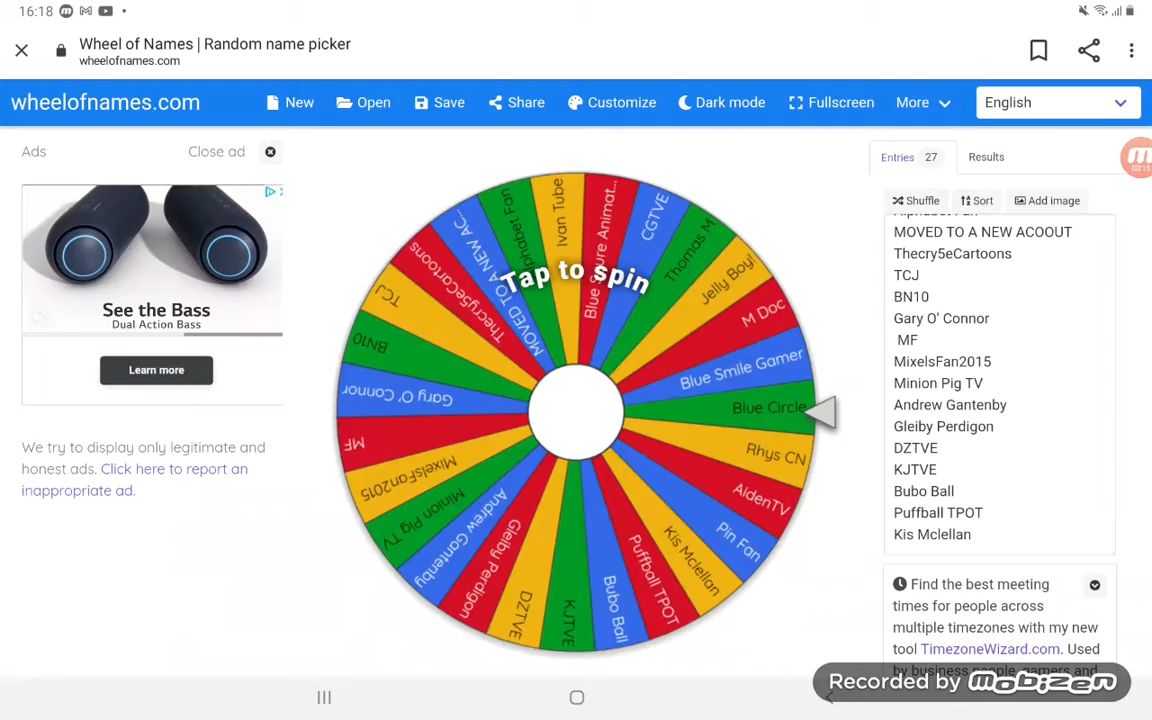 16:18
Wheel of Names | Random name picker
wheelofnames.com
wheelofnames.com
New
Open
Save
Share
Customize
Dark mode
Fullscreen
More
English
Ads
Close ad
See the Bass
Dual Action Bass
Learn more
We try to display only legitimate and
honest ads. Click here to report an
inappropriate ad.
Tap to spin
Ivan Tube
CGTVE
Thomas M
Jelly Boy!
M Doc
Blue Smile Gamer
Blue Circle
Rhys CN
AidenTV
Pin Fan
Kis Mclellan
Puffball TPOT
Bubo Ball
KJTVE
DZTVE
Gleiby Perdigon
Andrew Gantenby
Minion Pig TV
MixelsFan2015
MF
Gary O' Connor
BN10
TCJ
Thecry5eCartoons
MOVED TO A NEW AC...
Entries 27
Results
00:15
Shuffle
Sort
Add image
MOVED TO A NEW ACOOUT
Thecry5eCartoons
TCJ
BN10
Gary O' Connor
MF
MixelsFan2015
Minion Pig TV
Andrew Gantenby
Gleiby Perdigon
DZTVE
KJTVE
Bubo Ball
Puffball TPOT
Kis Mclellan
Find the best meeting
times for people across
multiple timezones with my new
tool TimezoneWizard.com. Used
Recorded by mobizen